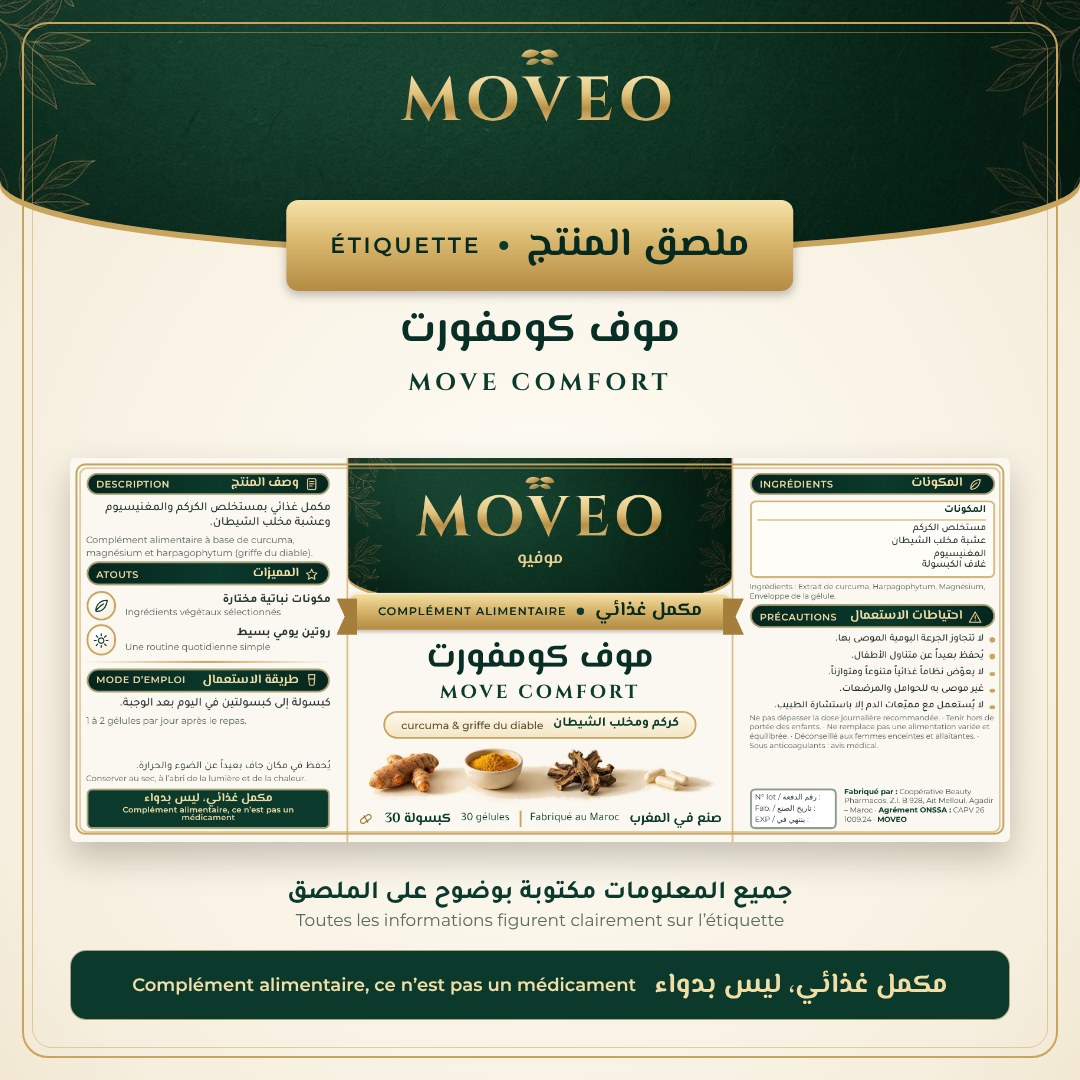 MOVEO
ÉTIQUETTE • ملصق المنتج
موف كومفورت
MOVE COMFORT
DESCRIPTION وصف المنتج
مكمل غذائي بمستخلص الكركم والمغنيسيوم
وعشبة مخلب الشيطان.
Complément alimentaire à base de curcuma,
magnésium et harpagophytum (griffe du diable).
ATOUTS المميزات
مكونات نباتية مختارة
Ingrédients végétaux sélectionnés
روتين يومي بسيط
Une routine quotidienne simple
MODE D'EMPLOI طريقة الاستعمال
كبسولة إلى كبسولتين في اليوم بعد الوجبة.
1 à 2 gélules par jour après le repas.
يُحفظ في مكان جاف بعيداً عن الضوء والحرارة.
Conserver au sec, à l'abri de la lumière et de la chaleur.
مكمل غذائي، ليس بدواء
Complément alimentaire, ce n'est pas un
médicament
MOVEO
موفيو
COMPLÉMENT ALIMENTAIRE • مكمل غذائي
موف كومفورت
MOVE COMFORT
curcuma & griffe du diable كركم ومخلب الشيطان
30 كبسولة 30 gélules | Fabriqué au Maroc صنع في المغرب
INGRÉDIENTS المكونات
المكونات
مستخلص الكركم
عشبة مخلب الشيطان
المغنيسيوم
غلاف الكبسولة
Ingrédients : Extrait de curcuma, Harpagophytum, Magnésium,
Enveloppe de la gélule.
PRÉCAUTIONS احتياطات الاستعمال
لا تتجاوز الجرعة اليومية الموصى بها.
يُحفظ بعيداً عن متناول الأطفال.
لا يعوّض نظاماً غذائياً متنوعاً ومتوازناً.
غير موصى به للحوامل والمرضعات.
لا يُستعمل مع مميّعات الدم إلا باستشارة الطبيب.
Ne pas dépasser la dose journalière recommandée. · Tenir hors de
portée des enfants. · Ne remplace pas une alimentation variée et
équilibrée. · Déconseillé aux femmes enceintes et allaitantes. ·
Sous anticoagulants : avis médical.
N° lot / رقم الدفعة :
Fab. / تاريخ الصنع :
EXP / ينتهي في :
Fabriqué par : Coopérative Beauty
Pharmacos, Z.I. B 928, Ait Melloul, Agadir
– Maroc · Agrément ONSSA : CAPV 26
1009.24 · MOVEO
جميع المعلومات مكتوبة بوضوح على الملصق
Toutes les informations figurent clairement sur l'étiquette
Complément alimentaire, ce n'est pas un médicament مكمل غذائي، ليس بدواء